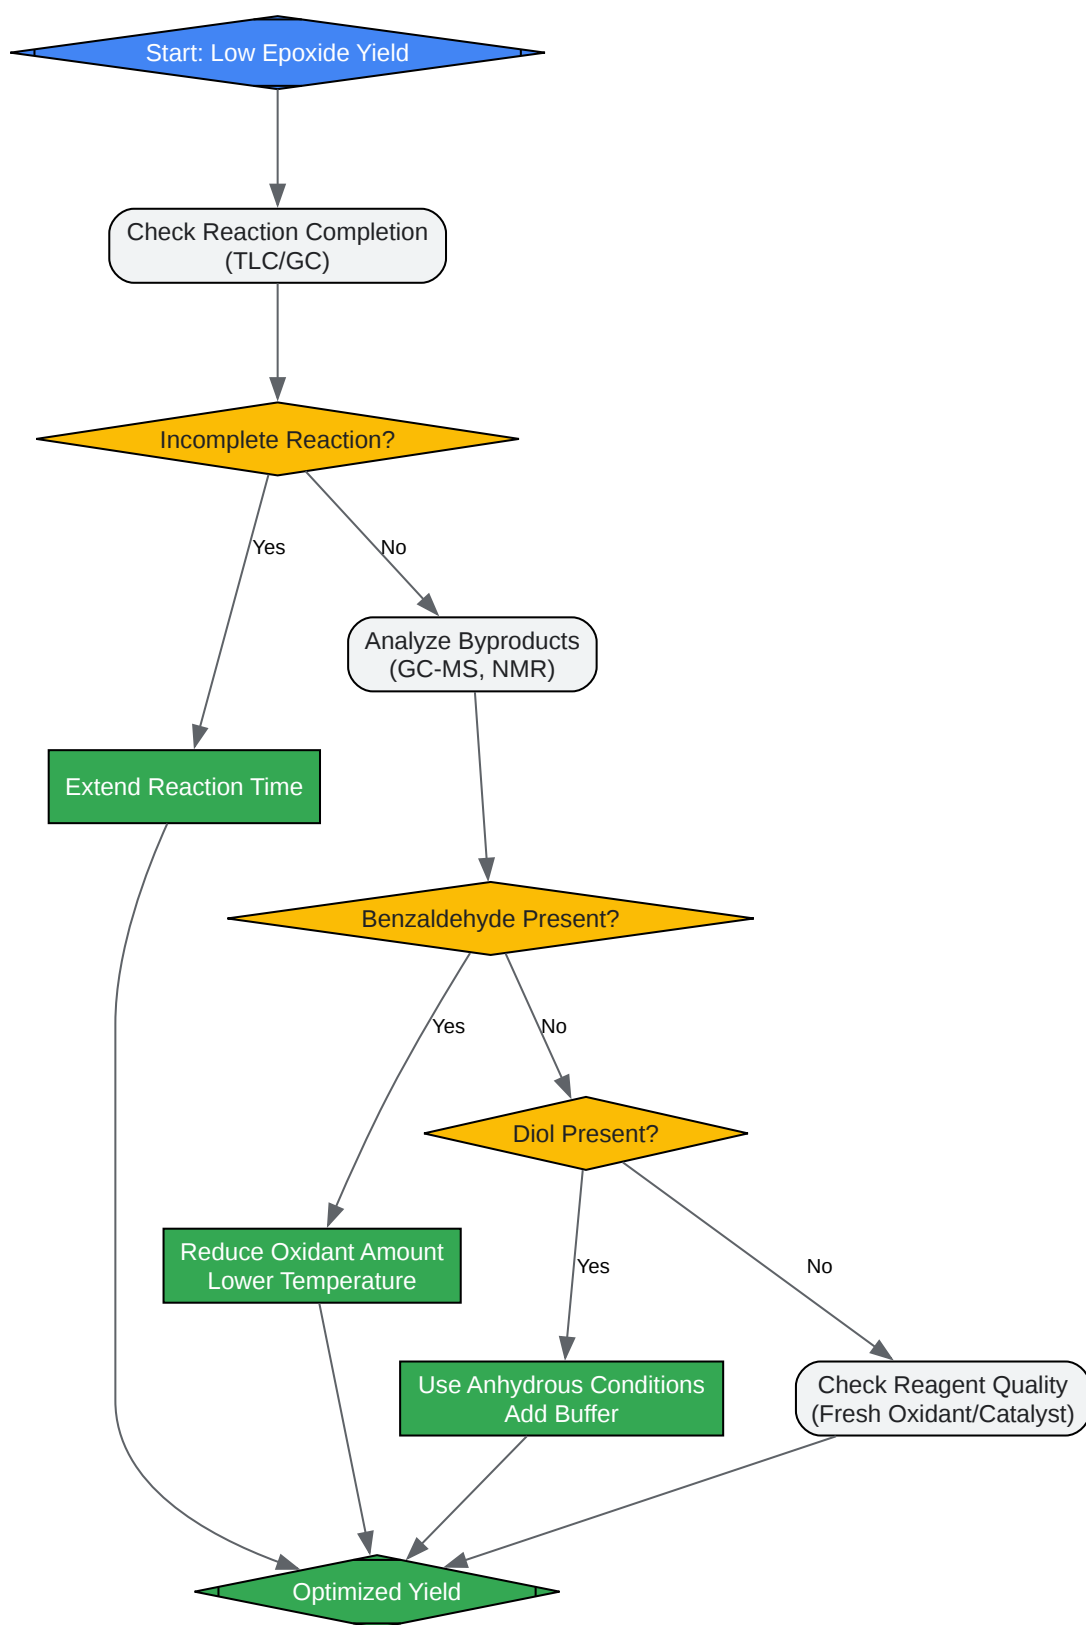 Start: Low Epoxide Yield
Check Reaction Completion
(TLC/GC)
Incomplete Reaction?
Yes
No
Analyze Byproducts
(GC-MS, NMR)
Extend Reaction Time
Benzaldehyde Present?
Yes
No
Diol Present?
Reduce Oxidant Amount
Lower Temperature
Yes
No
Use Anhydrous Conditions
Add Buffer
Check Reagent Quality
(Fresh Oxidant/Catalyst)
Optimized Yield